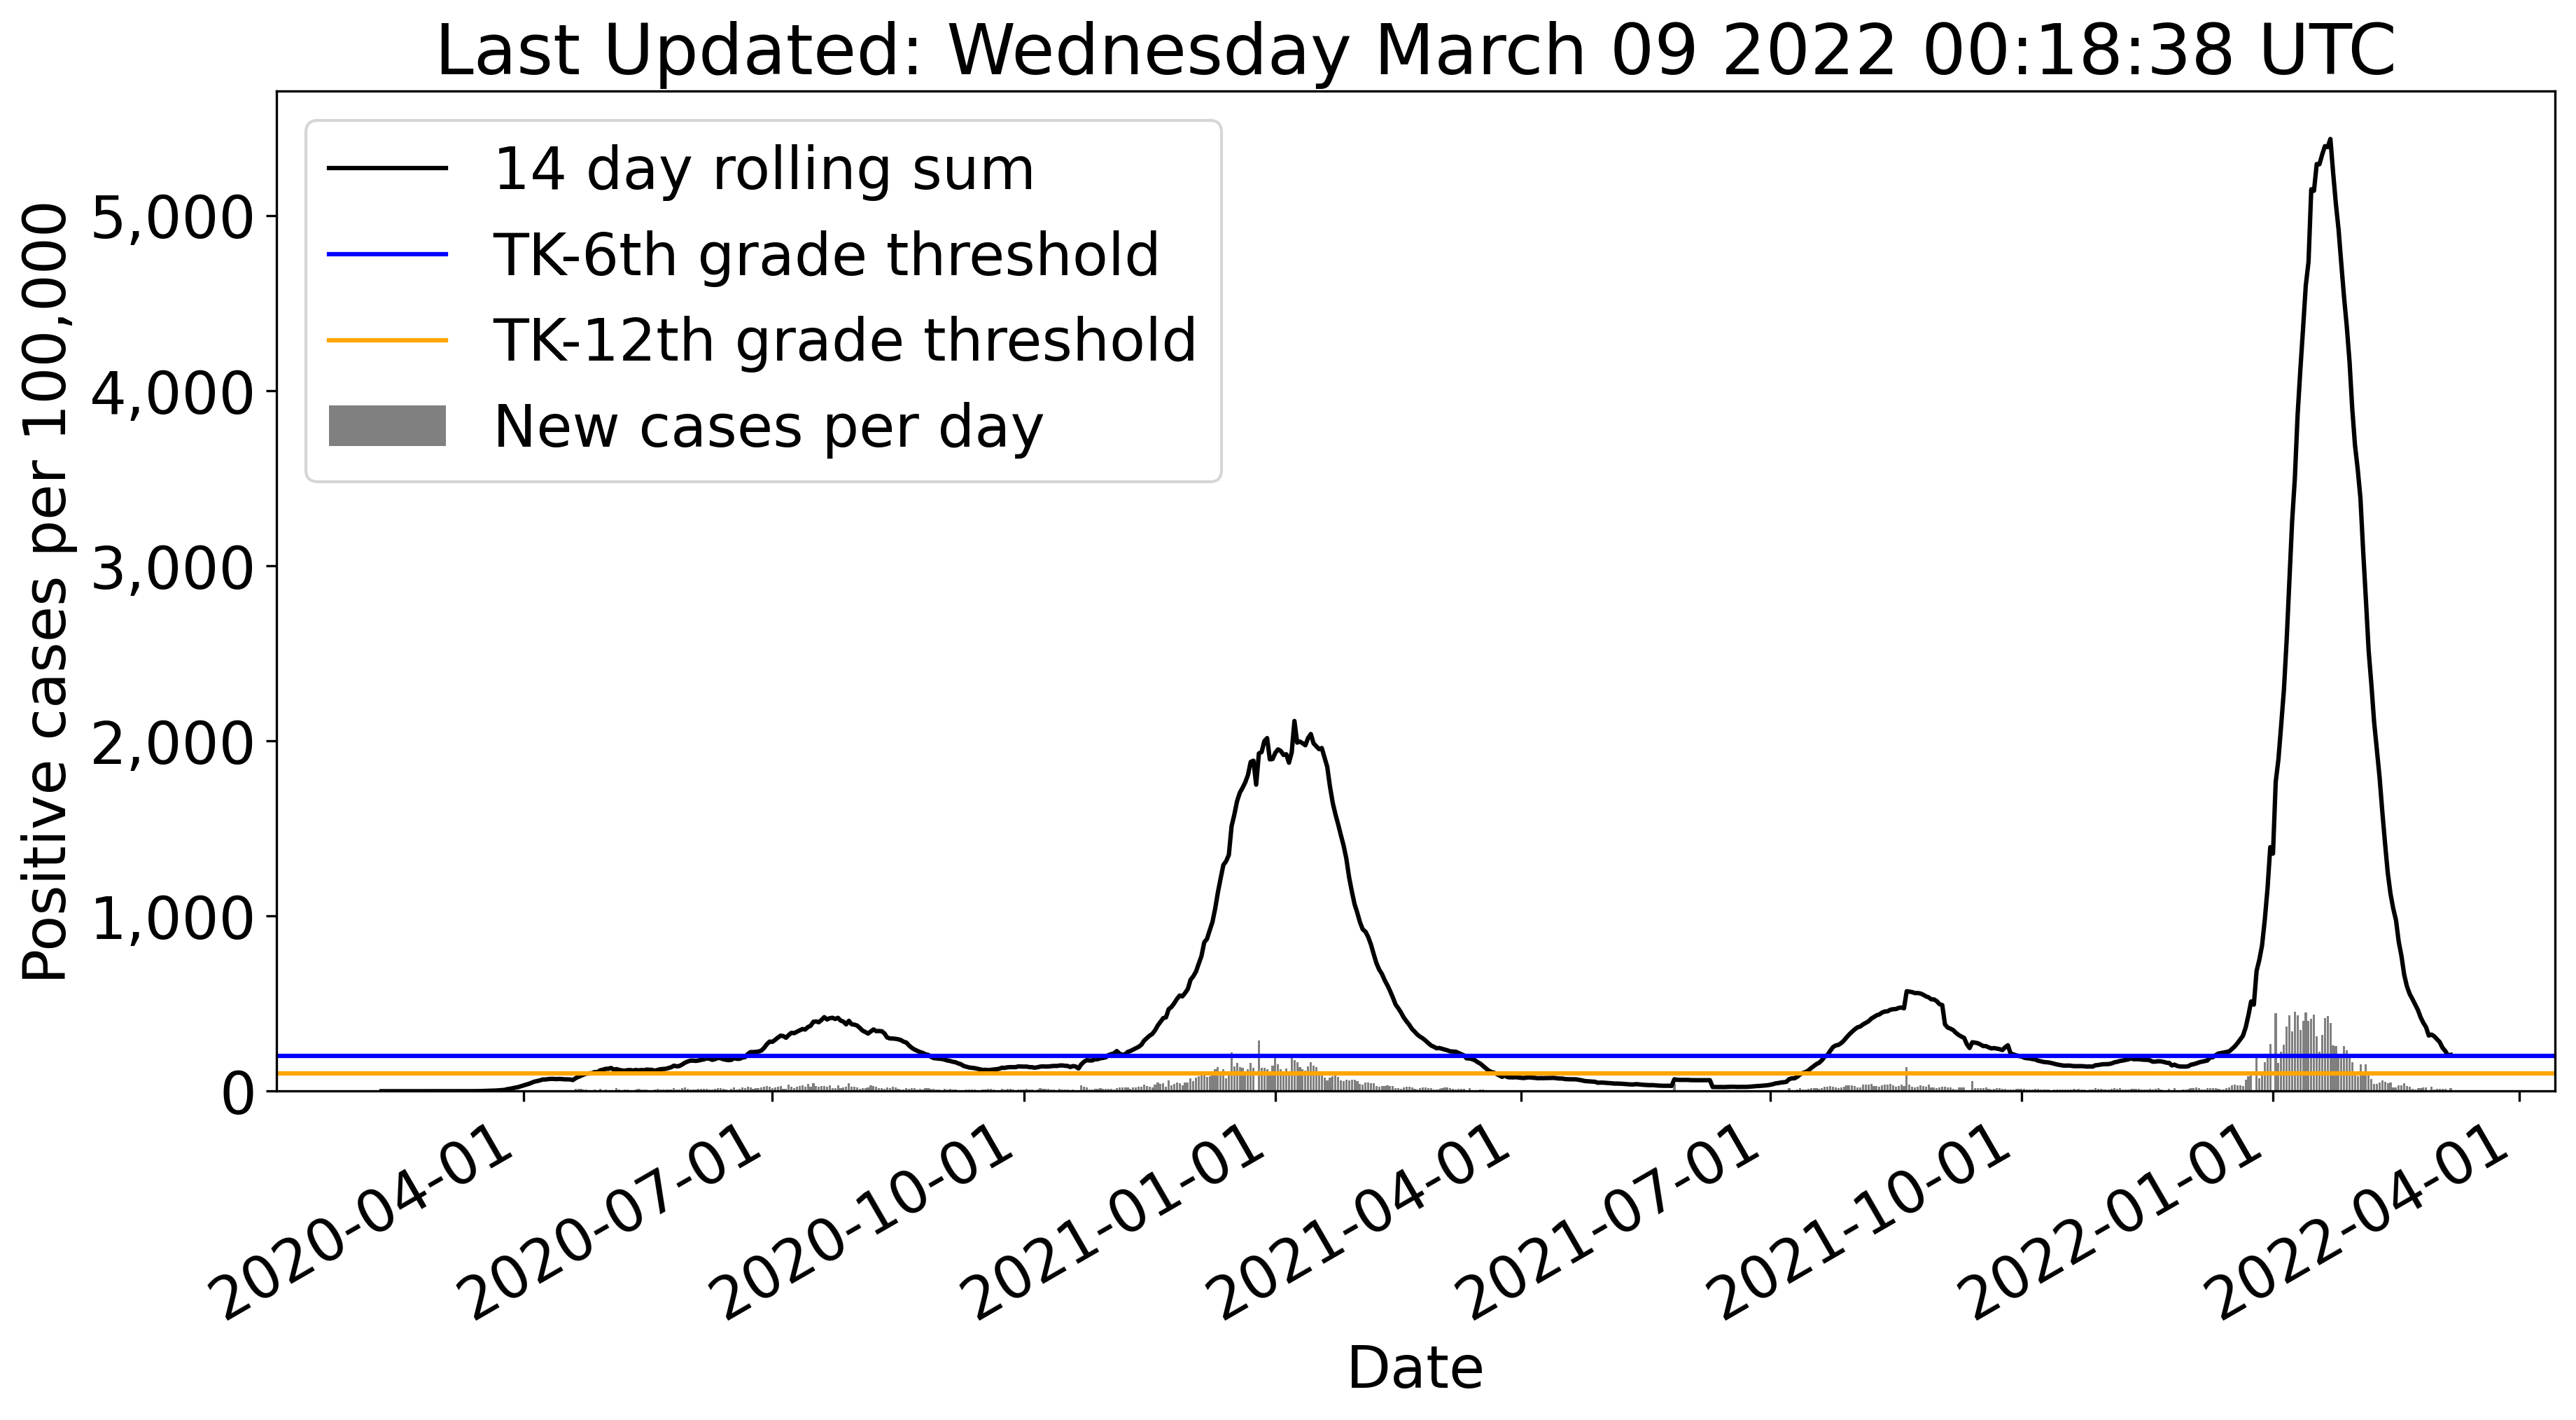 Last Updated: Wednesday March 09 2022 00:18:38 UTC
14 day rolling sum
TK-6th grade threshold
TK-12th grade threshold
New cases per day
Positive cases per 100,000
5,000
4,000
3,000
2,000
1,000
0
2020-04-01
2020-07-01
2020-10-01
2021-01-01
2021-04-01
2021-07-01
2021-10-01
2022-01-01
2022-04-01
Date